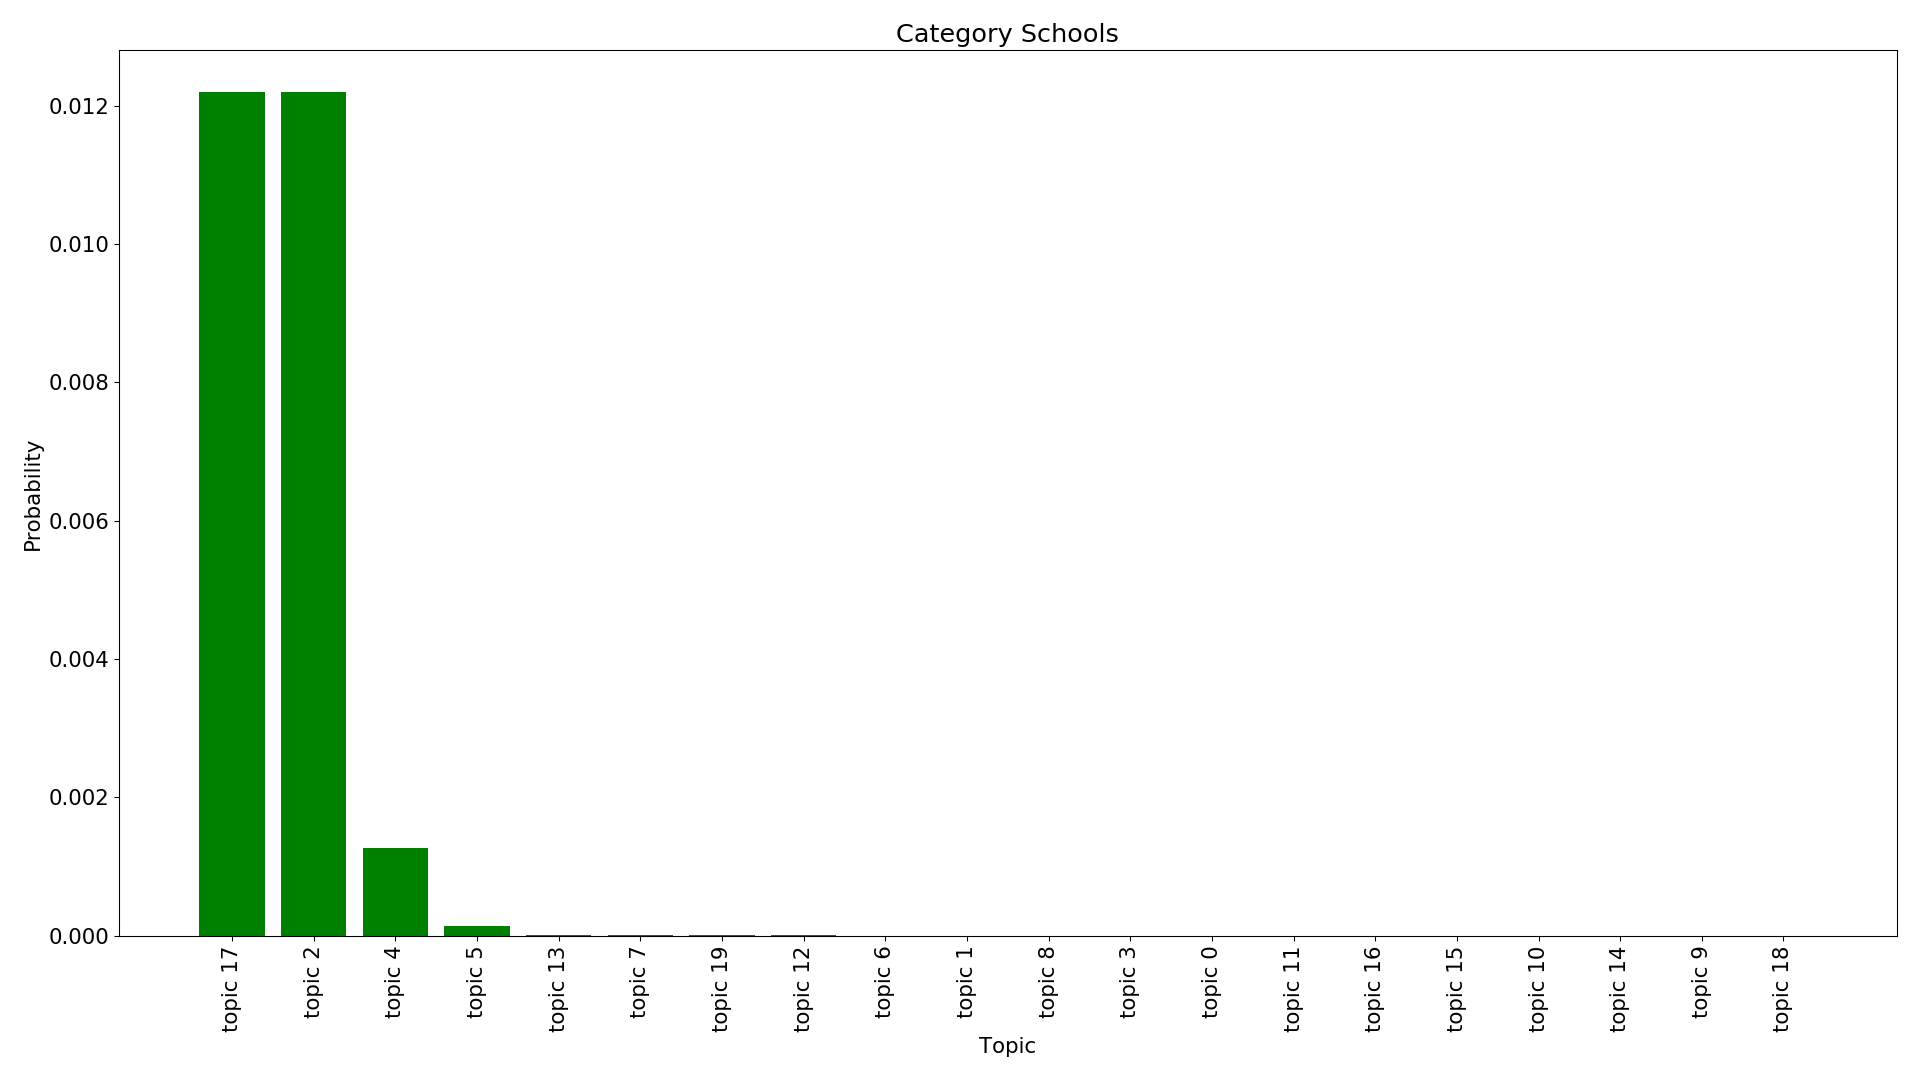 Category Schools
0.012
0.010
0.008
0.006
0.004
0.002
0.000
Probability
topic 17
topic 2
topic 4
topic 5
topic 13
topic 7
topic 19
topic 12
topic 6
topic 1
topic 8
topic 3
topic 0
topic 11
topic 16
topic 15
topic 10
topic 14
topic 9
topic 18
Topic